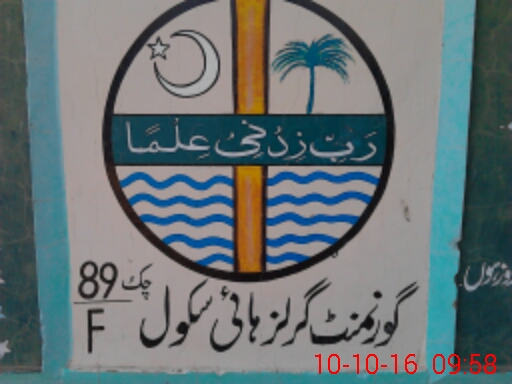 رَبِّ زِدْنِیْ عِلْمًا
گورنمنٹ گرلز ہائی سکول چک 89/F
10-10-16 09:58